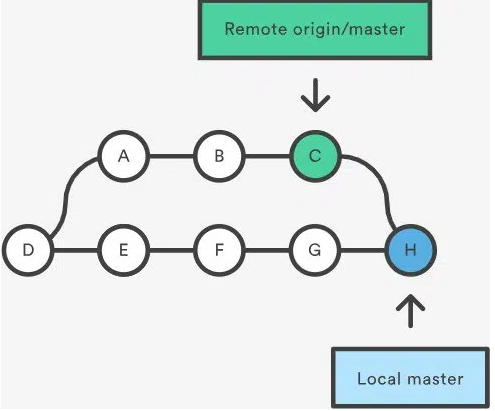 Remote origin/master
A B C
D E F G H
Local master